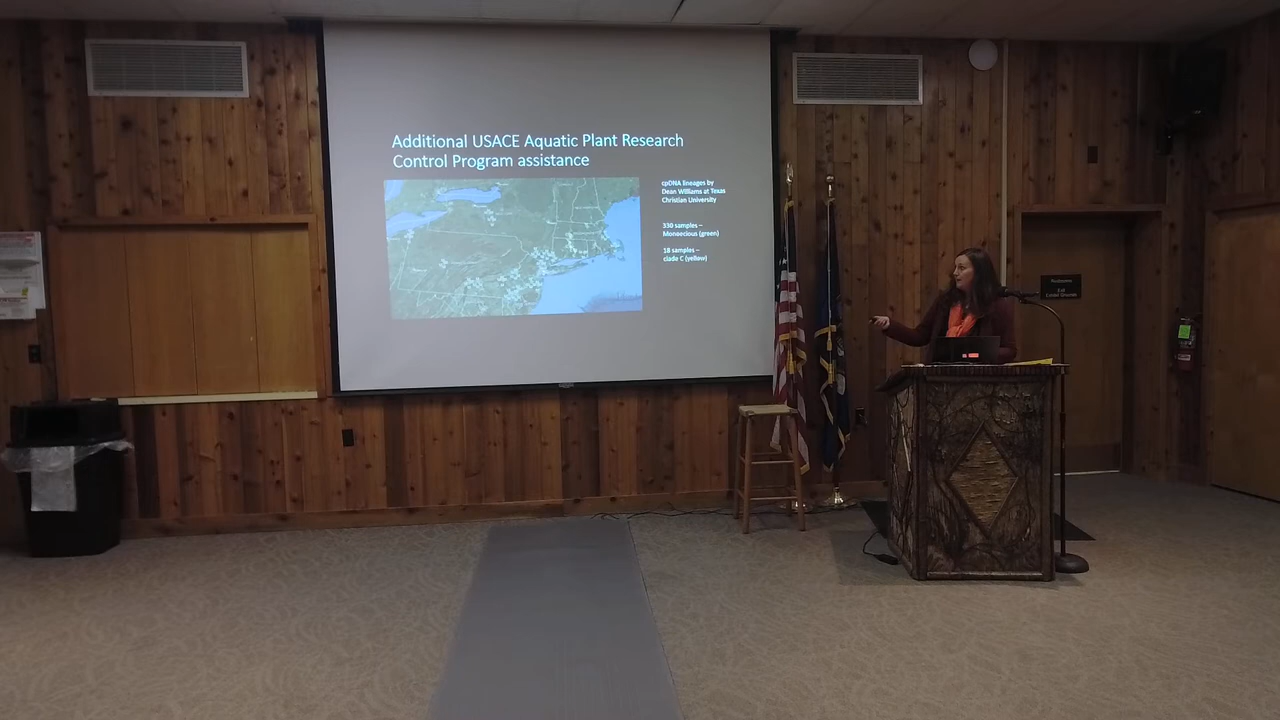 Additional USACE Aquatic Plant Research
Control Program assistance
cpDNA lineages by
Dean Williams at Texas
Christian University
330 samples –
Monoecious (green)
18 samples –
clade C (yellow)